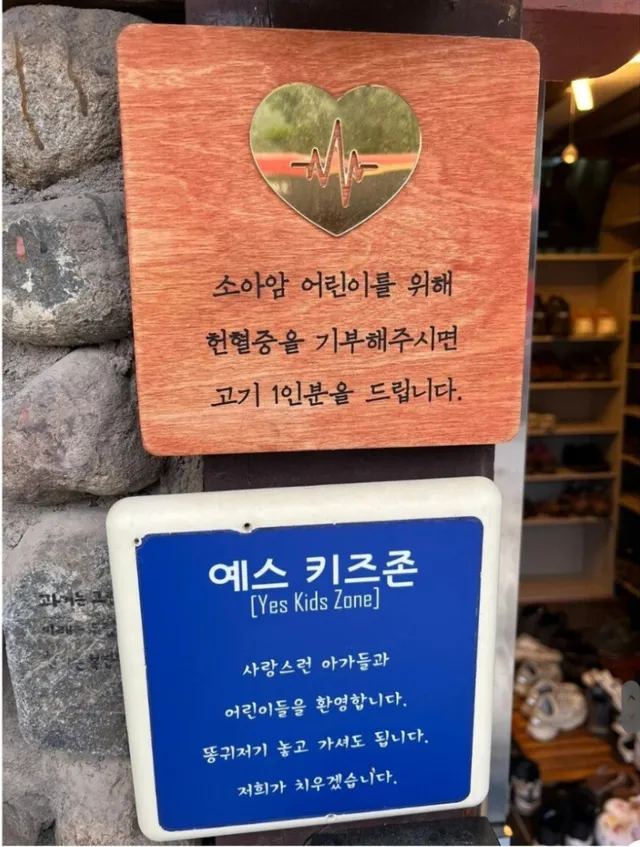 소아암 어린이를 위해
헌혈증을 기부해주시면
고기 1인분을 드립니다.
예스 키즈존
[Yes Kids Zone]
사랑스런 아가들과
어린이들을 환영합니다.
똥귀저기 놓고 가셔도 됩니다.
저희가 치우겠습니다.